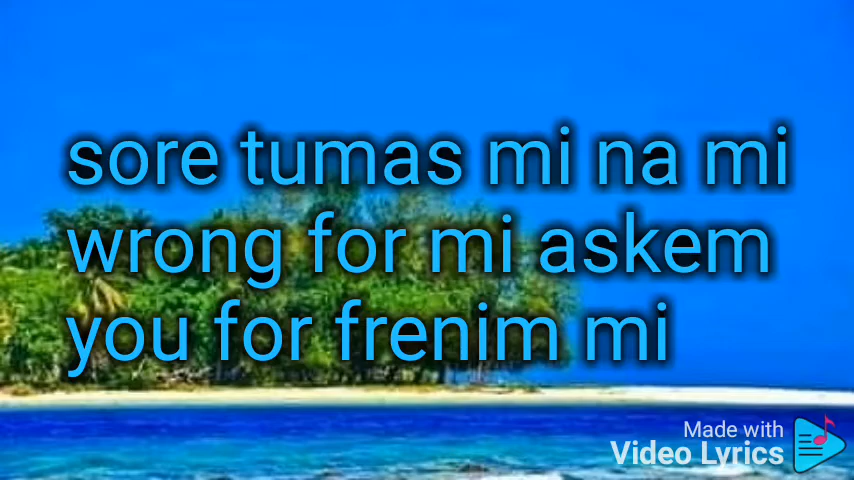 sore tumas mi na mi
wrong for mi askem
you for frenim mi
Made with
Video Lyrics